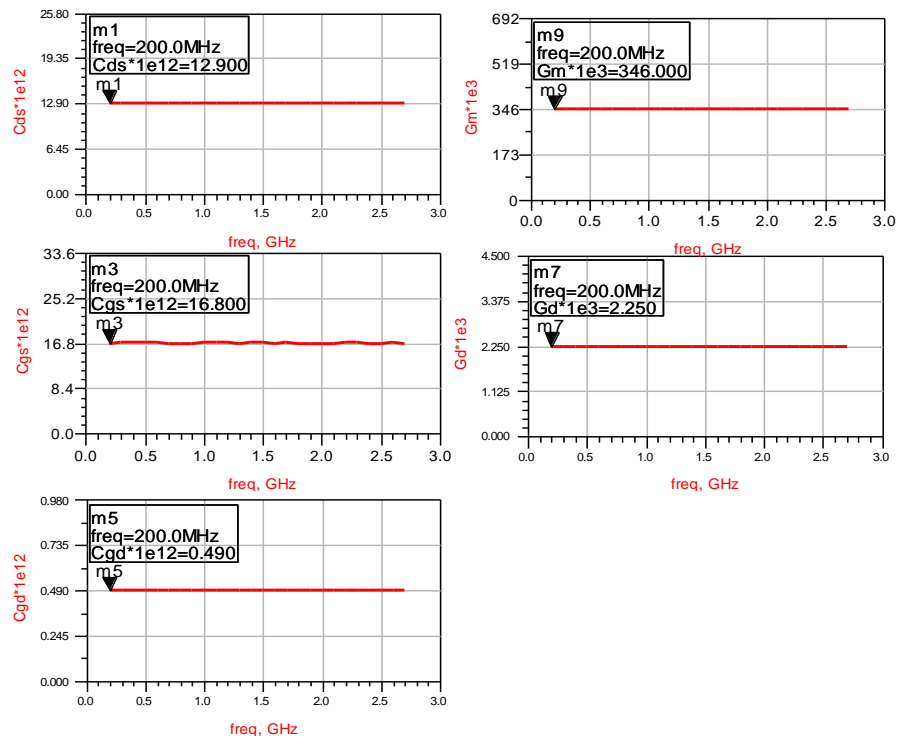 25.80
19.35
12.90
6.45
0.00
Cds*1e12
m1
freq=200.0MHz
Cds*1e12=12.900
m1
0.0 0.5 1.0 1.5 2.0 2.5 3.0
freq, GHz
692
519
346
173
0
Gm*1e3
m9
freq=200.0MHz
Gm*1e3=346.000
m9
0.0 0.5 1.0 1.5 2.0 2.5 3.0
freq, GHz
33.6
25.2
16.8
8.4
0.0
Cgs*1e12
m3
freq=200.0MHz
Cgs*1e12=16.800
m3
0.0 0.5 1.0 1.5 2.0 2.5 3.0
freq, GHz
4.500
3.375
2.250
1.125
0.000
Gd*1e3
m7
freq=200.0MHz
Gd*1e3=2.250
m7
0.0 0.5 1.0 1.5 2.0 2.5 3.0
freq, GHz
0.980
0.735
0.490
0.245
0.000
Cgd*1e12
m5
freq=200.0MHz
Cgd*1e12=0.490
m5
0.0 0.5 1.0 1.5 2.0 2.5 3.0
freq, GHz